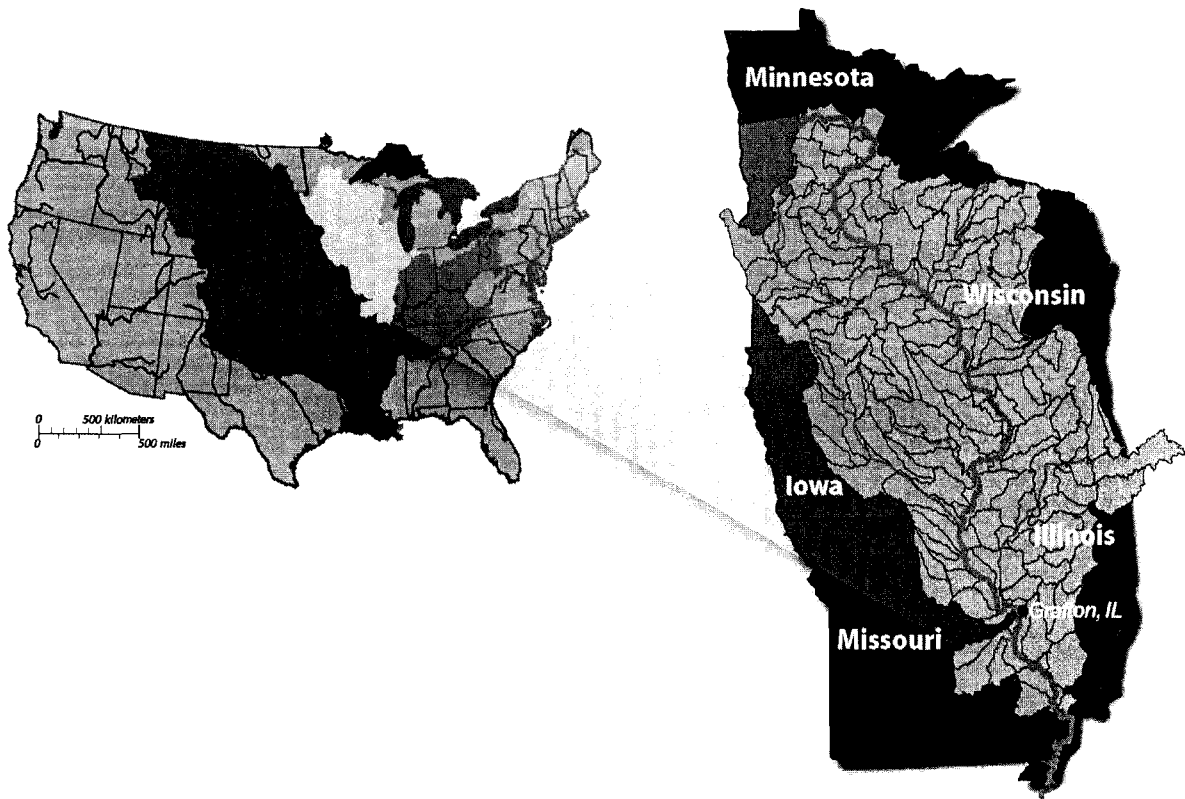 Minnesota
Wisconsin
0 500 kilometers
0 500 miles
Iowa
Illinois
Grafton, IL
Missouri